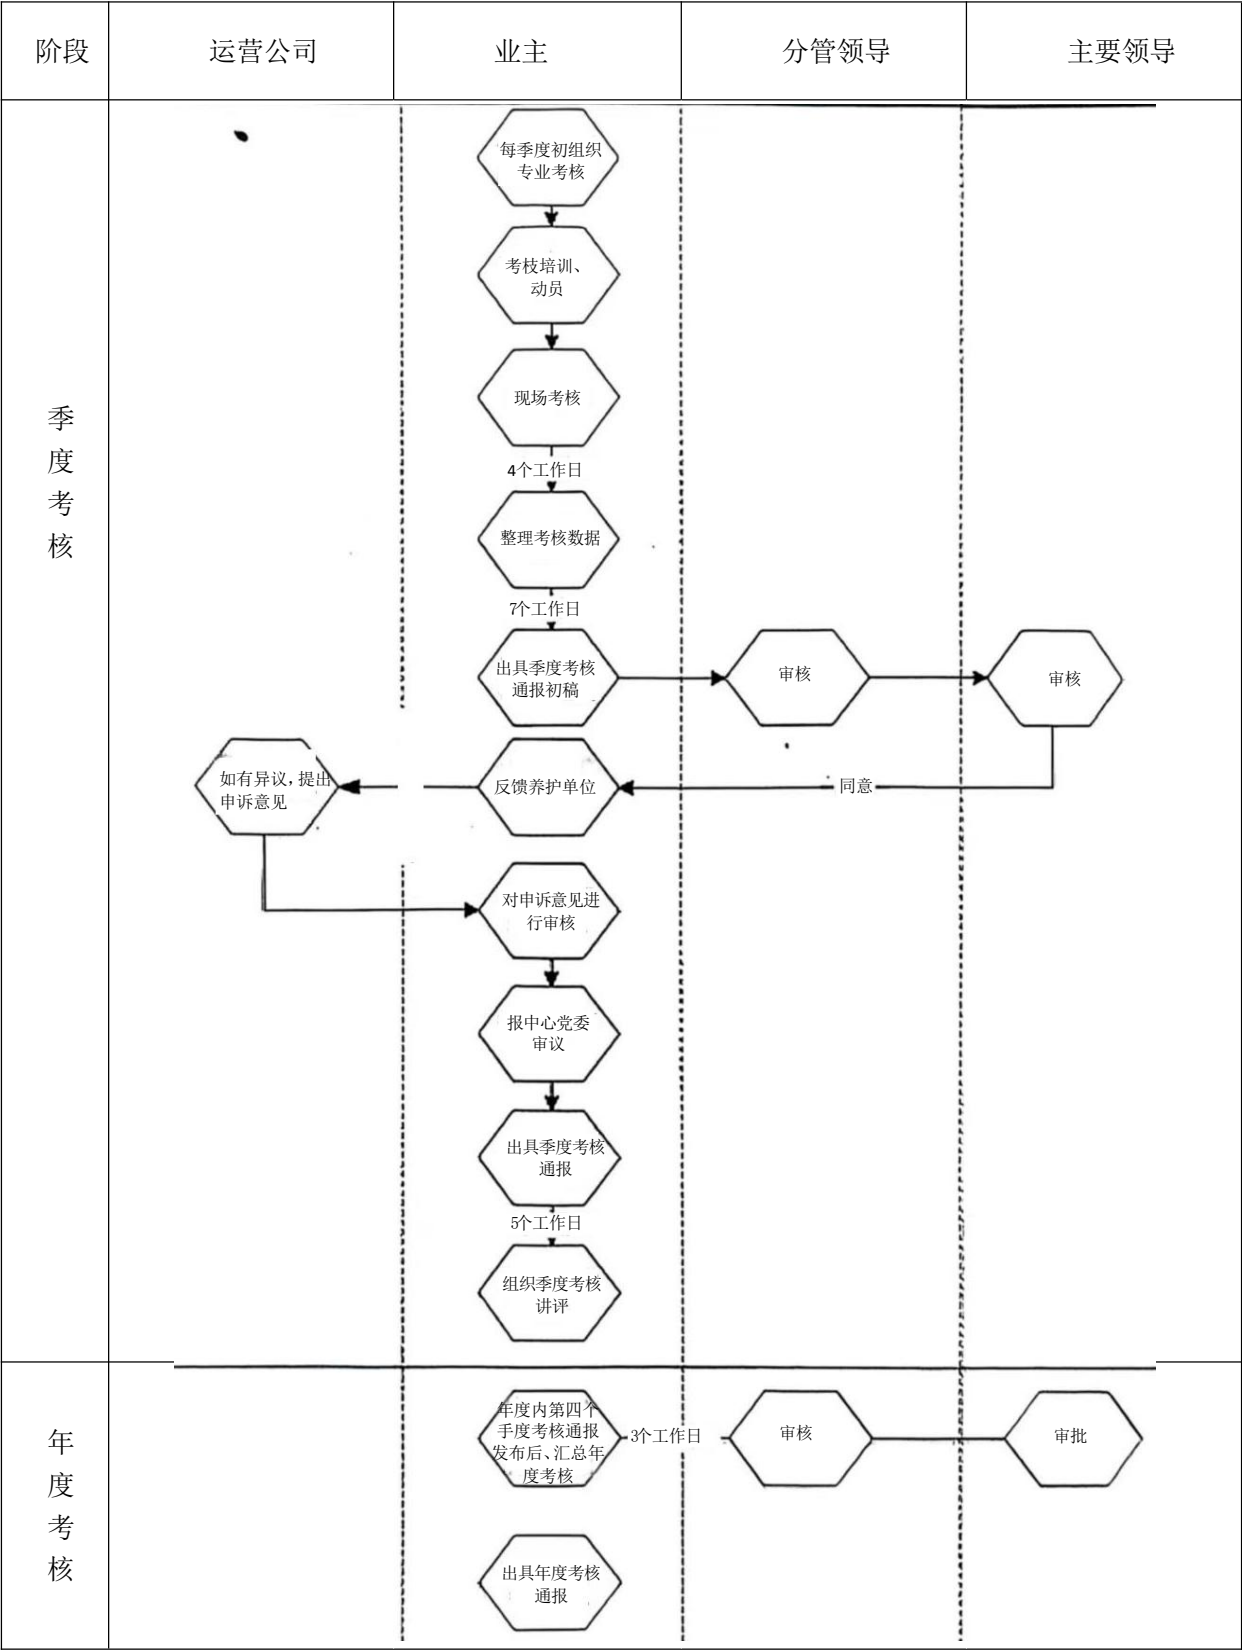 阶段 运营公司 业主 分管领导 主要领导
季
度
考
核
每季度初组织
专业考核
考枝培训、
动员
现场考核
4个工作日
整理考核数据
7个工作日
出具季度考核
通报初稿
审核
审核
如有异议,提出
申诉意见
反馈养护单位
同意
对申诉意见进
行审核
报中心党委
审议
出具季度考核
通报
5个工作日
组织季度考核
讲评
年
度
考
核
年度内第四个
手度考核通报
发布后、汇总年
度考核
3个工作日
审核
审批
出具年度考核
通报